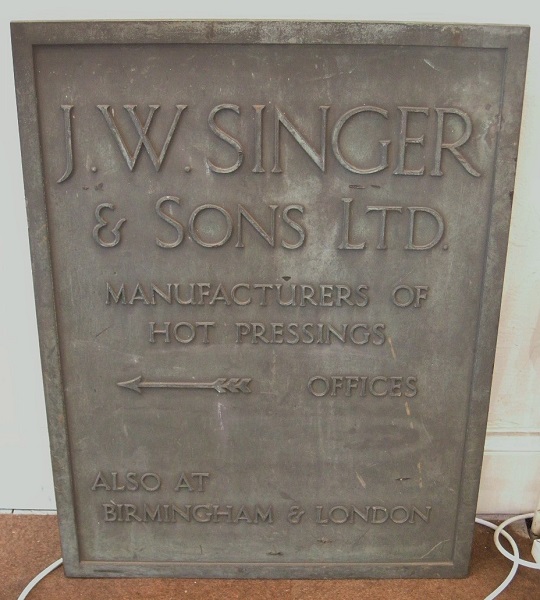 J. W. SINGER
& SONS LTD.
MANUFACTURERS OF
HOT PRESSINGS
OFFICES
ALSO AT
BIRMINGHAM & LONDON